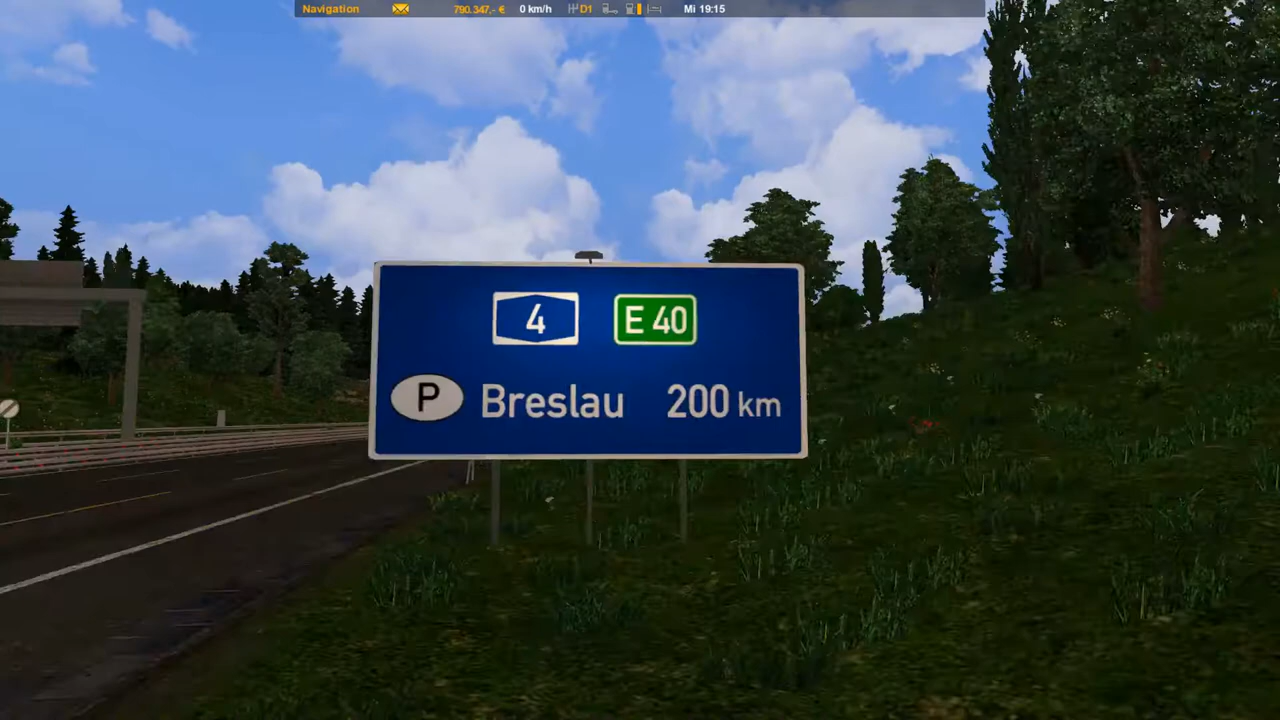 Navigation 790.347,- € 0 km/h D1 Mi 19:15
4 E 40
P Breslau 200 km